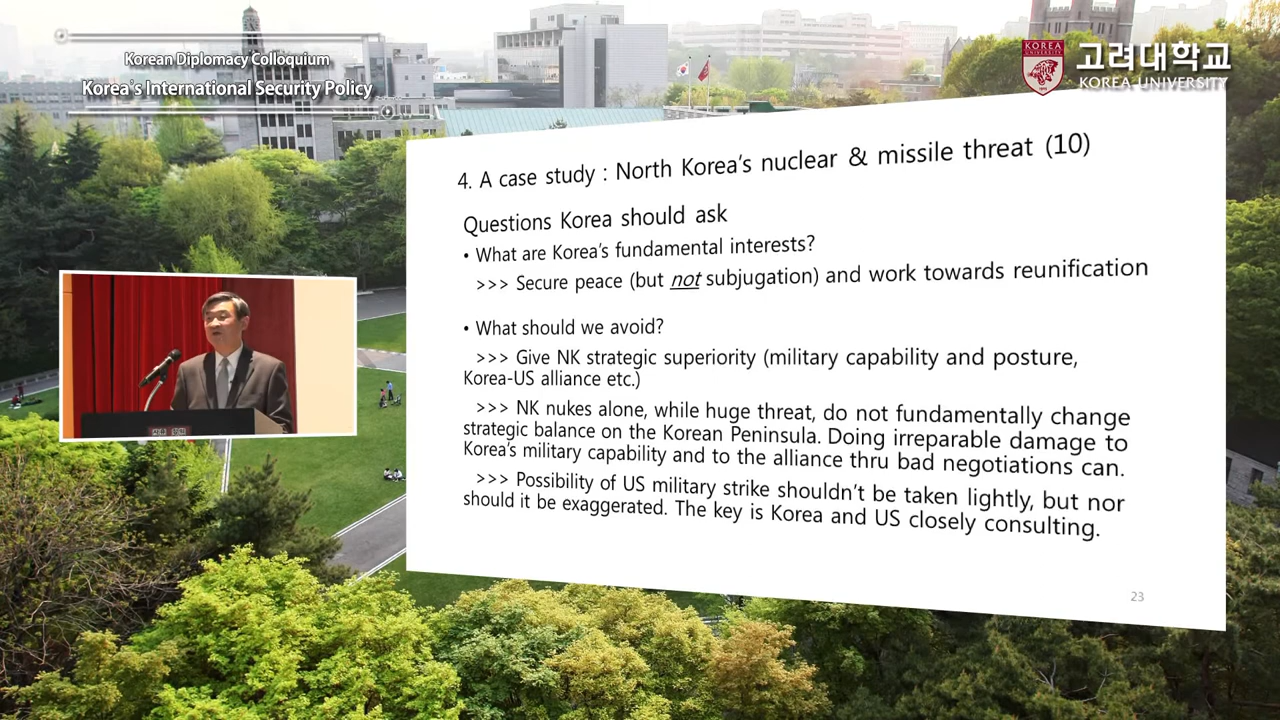 Korean Diplomacy Colloquium
Korea's International Security Policy
KOREA
고려대학교
KOREA UNIVERSITY
4. A case study : North Korea's nuclear & missile threat (10)
Questions Korea should ask
• What are Korea's fundamental interests?
>>> Secure peace (but not subjugation) and work towards reunification
• What should we avoid?
>>> Give NK strategic superiority (military capability and posture,
Korea-US alliance etc.)
>>> NK nukes alone, while huge threat, do not fundamentally change
strategic balance on the Korean Peninsula. Doing irreparable damage to
Korea's military capability and to the alliance thru bad negotiations can.
>>> Possibility of US military strike shouldn't be taken lightly, but nor
should it be exaggerated. The key is Korea and US closely consulting.
23